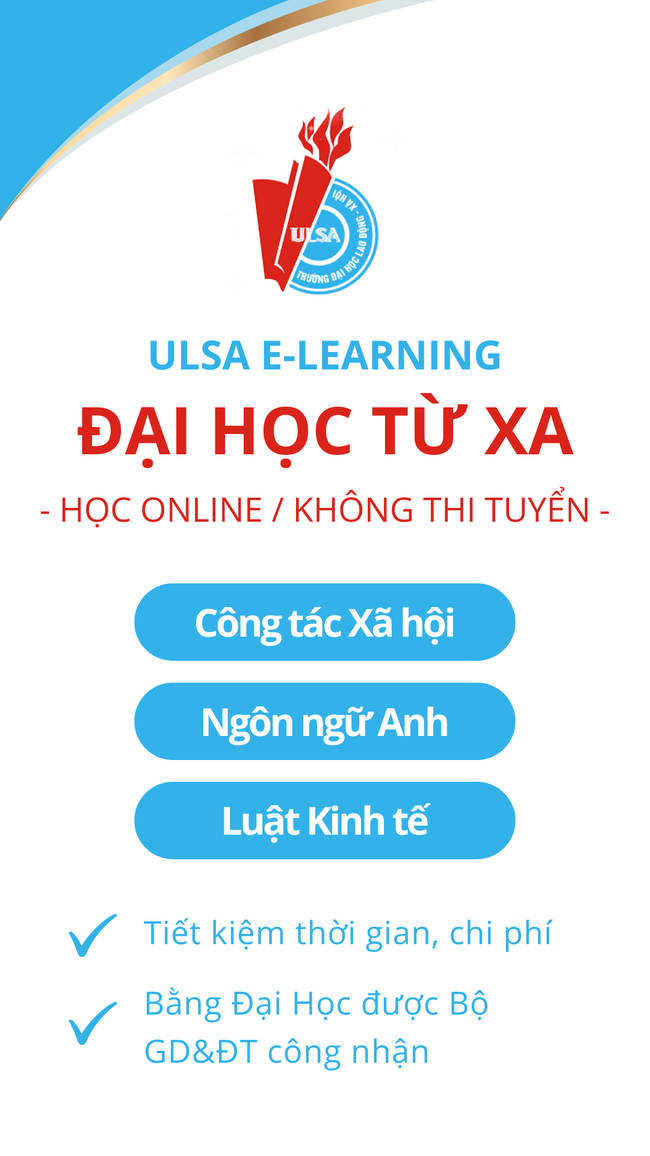 ULSA
TRƯỜNG ĐẠI HỌC LAO ĐỘNG - XÃ HỘI
ULSA E-LEARNING
ĐẠI HỌC TỪ XA
- HỌC ONLINE / KHÔNG THI TUYỂN -
Công tác Xã hội
Ngôn ngữ Anh
Luật Kinh tế
Tiết kiệm thời gian, chi phí
Bằng Đại Học được Bộ
GD&ĐT công nhận